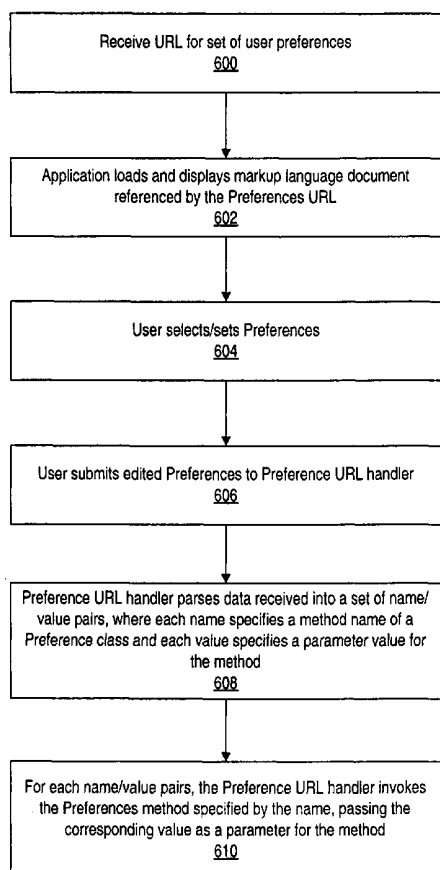 Receive URL for set of user preferences
600
Application loads and displays markup language document
referenced by the Preferences URL
602
User selects/sets Preferences
604
User submits edited Preferences to Preference URL handler
606
Preference URL handler parses data received into a set of name/
value pairs, where each name specifies a method name of a
Preference class and each value specifies a parameter value for
the method
608
For each name/value pairs, the Preference URL handler invokes
the Preferences method specified by the name, passing the
corresponding value as a parameter for the method
610